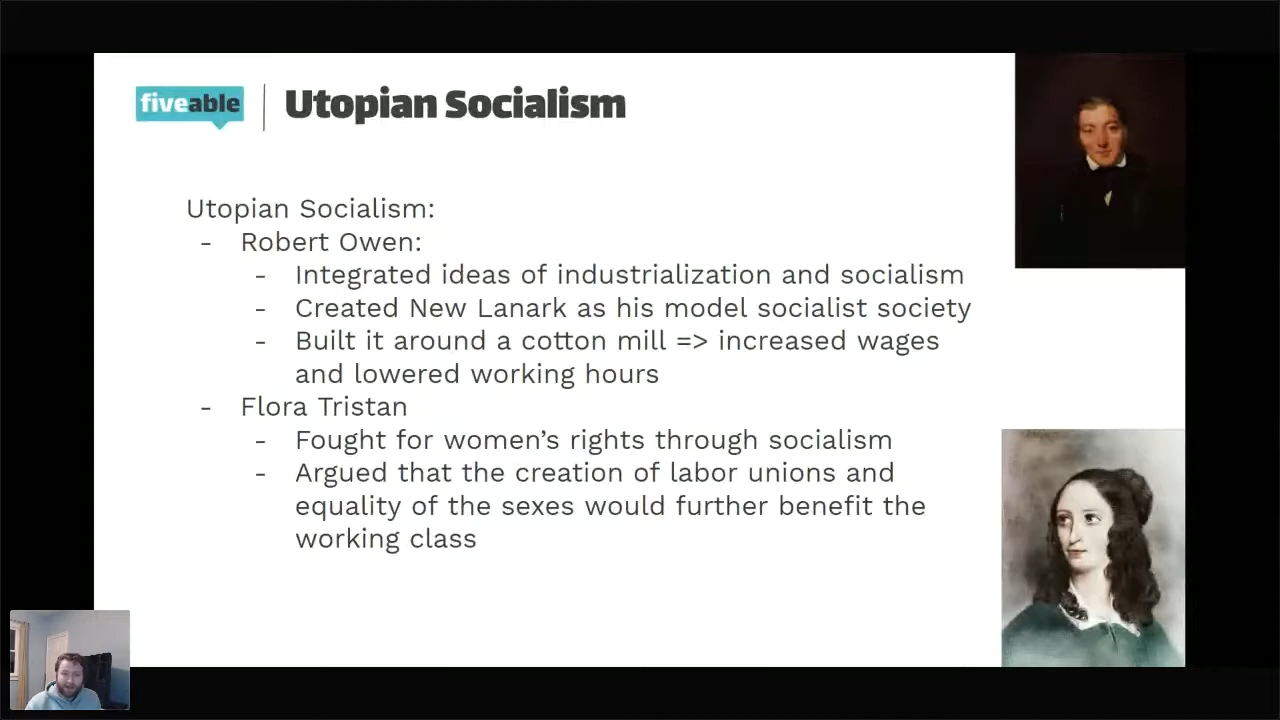 fiveable
Utopian Socialism
Utopian Socialism:
- Robert Owen:
- Integrated ideas of industrialization and socialism
- Created New Lanark as his model socialist society
- Built it around a cotton mill => increased wages
and lowered working hours
- Flora Tristan
- Fought for women’s rights through socialism
- Argued that the creation of labor unions and
equality of the sexes would further benefit the
working class